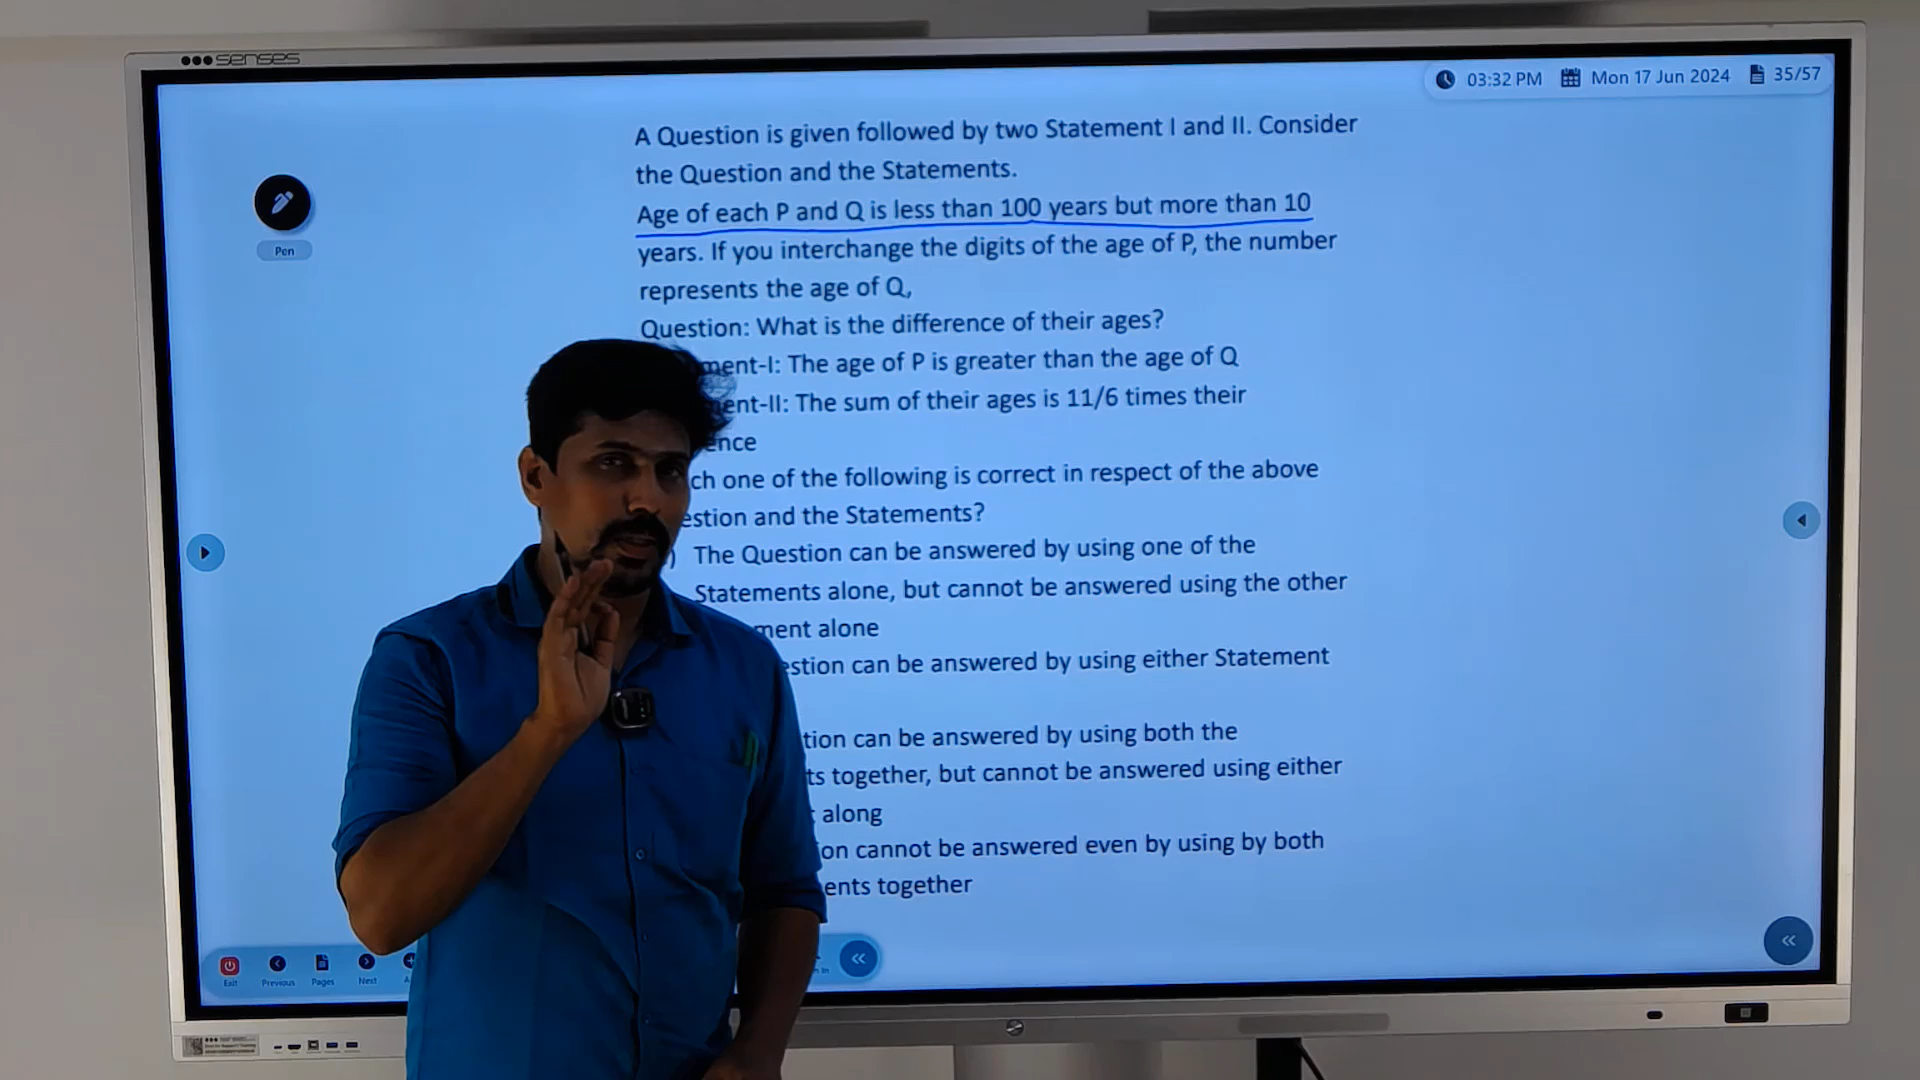 senses
03:32 PM Mon 17 Jun 2024 35/57
A Question is given followed by two Statement I and II. Consider
the Question and the Statements.
Age of each P and Q is less than 100 years but more than 10
years. If you interchange the digits of the age of P, the number
represents the age of Q,
Question: What is the difference of their ages?
ment-I: The age of P is greater than the age of Q
ent-II: The sum of their ages is 11/6 times their
ence
ch one of the following is correct in respect of the above
estion and the Statements?
) The Question can be answered by using one of the
Statements alone, but cannot be answered using the other
ment alone
estion can be answered by using either Statement
tion can be answered by using both the
ts together, but cannot be answered using either
along
on cannot be answered even by using by both
ents together
Pen
Exit Previous Pages Next